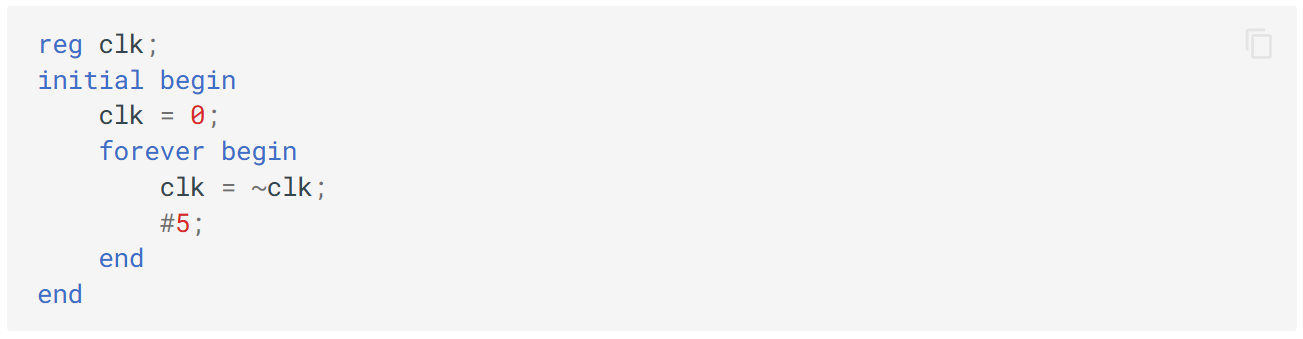 reg clk;
initial begin
    clk = 0;
    forever begin
        clk = ~clk;
        #5;
    end
end